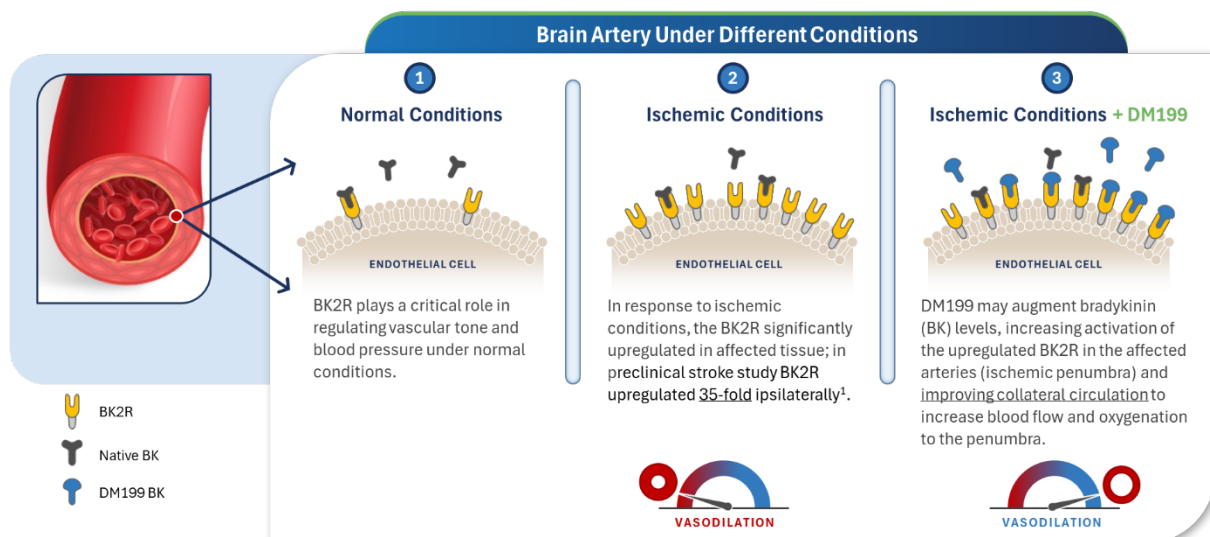 Brain Artery Under Different Conditions
1
Normal Conditions
ENDOTHELIAL CELL
BK2R plays a critical role in
regulating vascular tone and
blood pressure under normal
conditions.
2
Ischemic Conditions
ENDOTHELIAL CELL
In response to ischemic
conditions, the BK2R significantly
upregulated in affected tissue; in
preclinical stroke study BK2R
upregulated 35-fold ipsilaterally¹.
VASODILATION
3
Ischemic Conditions + DM199
ENDOTHELIAL CELL
DM199 may augment bradykinin
(BK) levels, increasing activation of
the upregulated BK2R in the affected
arteries (ischemic penumbra) and
improving collateral circulation to
increase blood flow and oxygenation
to the penumbra.
VASODILATION
BK2R
Native BK
DM199 BK